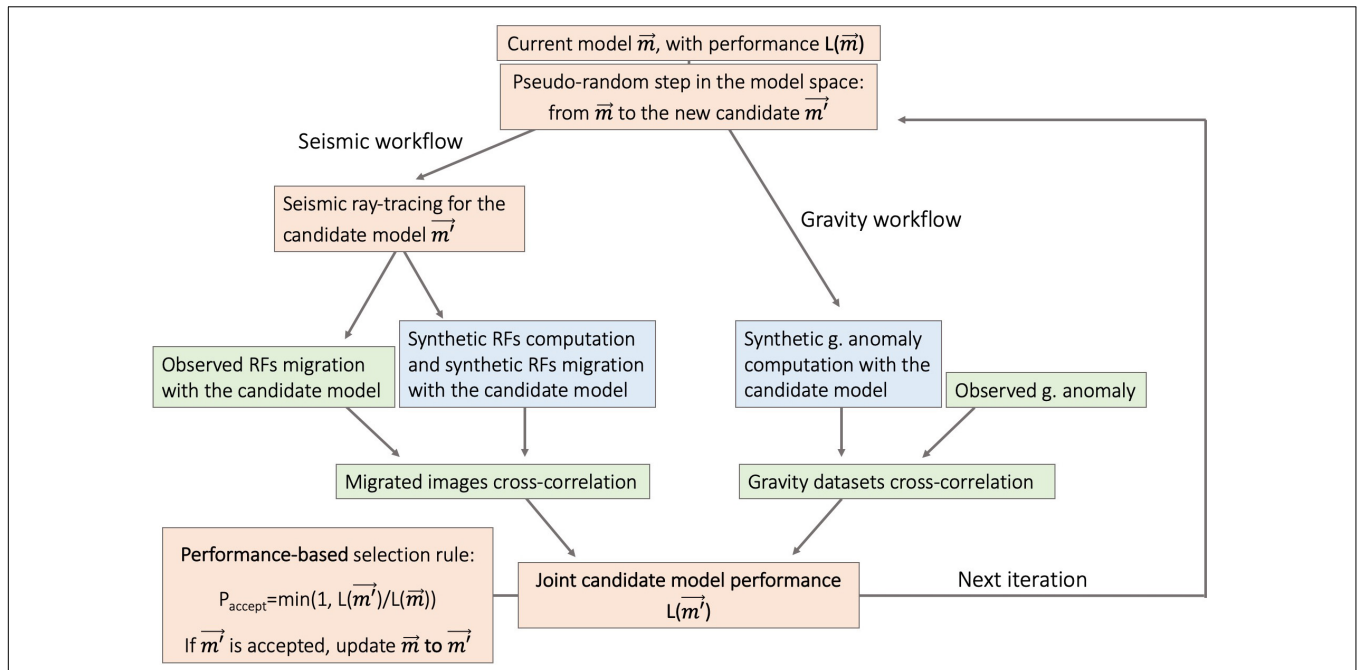 Current model m⃗, with performance L(m⃗)
Pseudo-random step in the model space:
from m⃗ to the new candidate m⃗′
Seismic workflow
Gravity workflow
Seismic ray-tracing for the
candidate model m⃗′
Observed RFs migration
with the candidate model
Synthetic RFs computation
and synthetic RFs migration
with the candidate model
Synthetic g. anomaly
computation with the
candidate model
Observed g. anomaly
Migrated images cross-correlation
Gravity datasets cross-correlation
Performance-based selection rule:
Paccept=min(1, L(m⃗′)/L(m⃗))
If m⃗′ is accepted, update m⃗ to m⃗′
Joint candidate model performance
L(m⃗′)
Next iteration